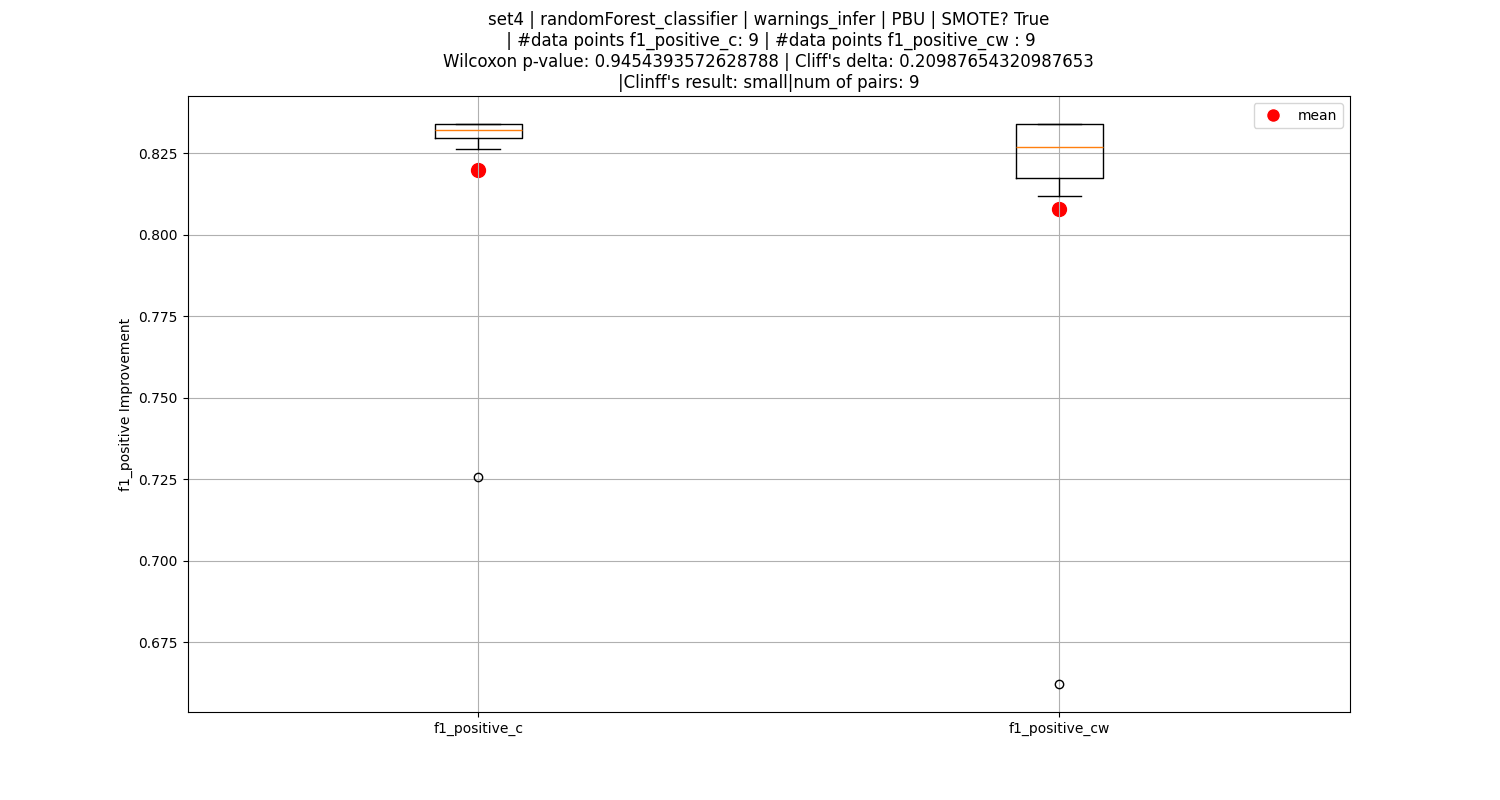 set4 | randomForest_classifier | warnings_infer | PBU | SMOTE? True
| #data points f1_positive_c: 9 | #data points f1_positive_cw : 9
Wilcoxon p-value: 0.9454393572628788 | Cliff's delta: 0.20987654320987653
|Clinff's result: small|num of pairs: 9
mean
f1_positive Improvement
0.825
0.800
0.775
0.750
0.725
0.700
0.675
f1_positive_c
f1_positive_cw